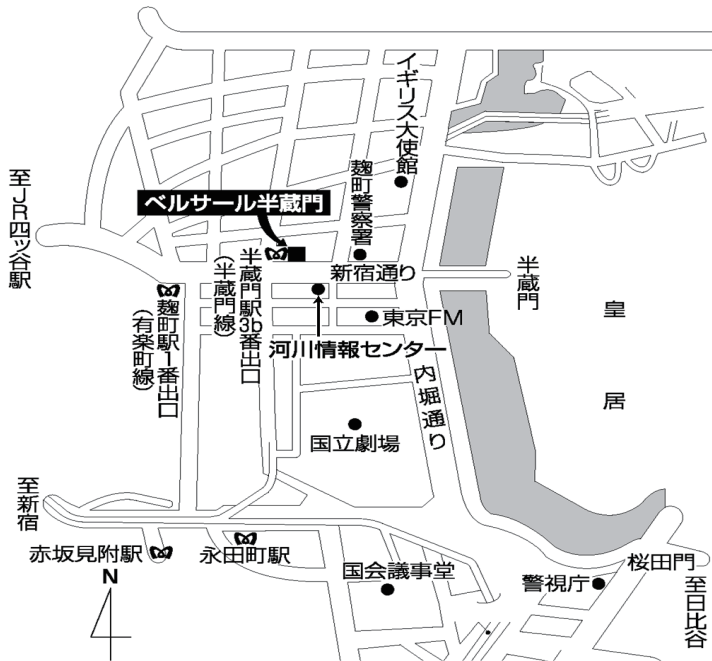 イギリス大使館
麹町警察署
至JR四ツ谷駅
ベルサール半蔵門
新宿通り
半蔵門
半蔵門駅3b番出口
(半蔵門線)
麹町駅1番出口
(有楽町線)
東京FM
皇居
河川情報センター
内堀通り
国立劇場
至新宿
赤坂見附駅
永田町駅
国会議事堂
警視庁
桜田門
至日比谷
N